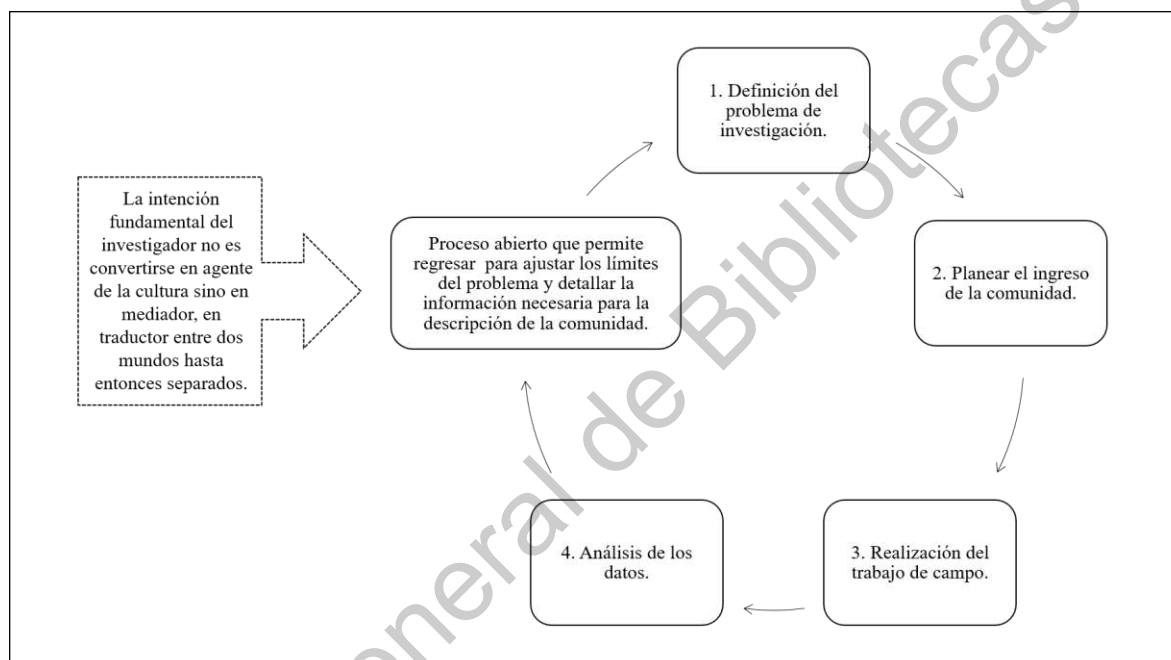 1. Definición del
problema de
investigación.
La intención
fundamental del
investigador no es
convertirse en agente
de la cultura sino en
mediador, en
traductor entre dos
mundos hasta
entonces separados.
Proceso abierto que permite
regresar para ajustar los límites
del problema y detallar la
información necesaria para la
descripción de la comunidad.
2. Planear el ingreso
de la comunidad.
3. Realización del
trabajo de campo.
4. Análisis de los
datos.
neral de Bibliotecas